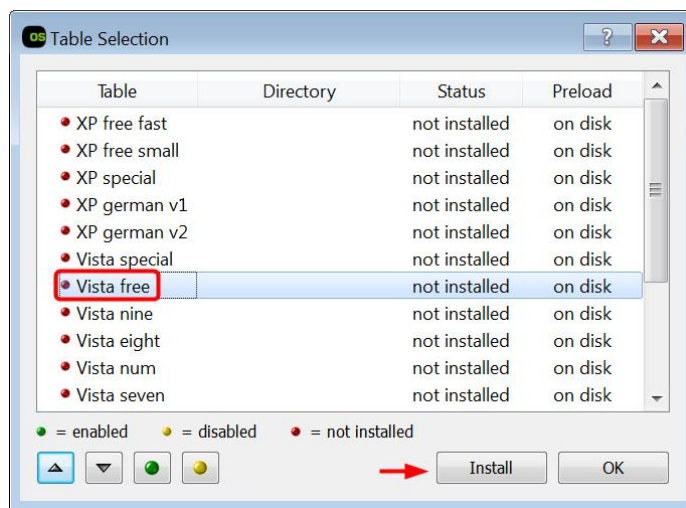 OS Table Selection
Table Directory Status Preload
XP free fast not installed on disk
XP free small not installed on disk
XP special not installed on disk
XP german v1 not installed on disk
XP german v2 not installed on disk
Vista special not installed on disk
Vista free not installed on disk
Vista nine not installed on disk
Vista eight not installed on disk
Vista num not installed on disk
Vista seven not installed on disk
= enabled = disabled = not installed
Install OK